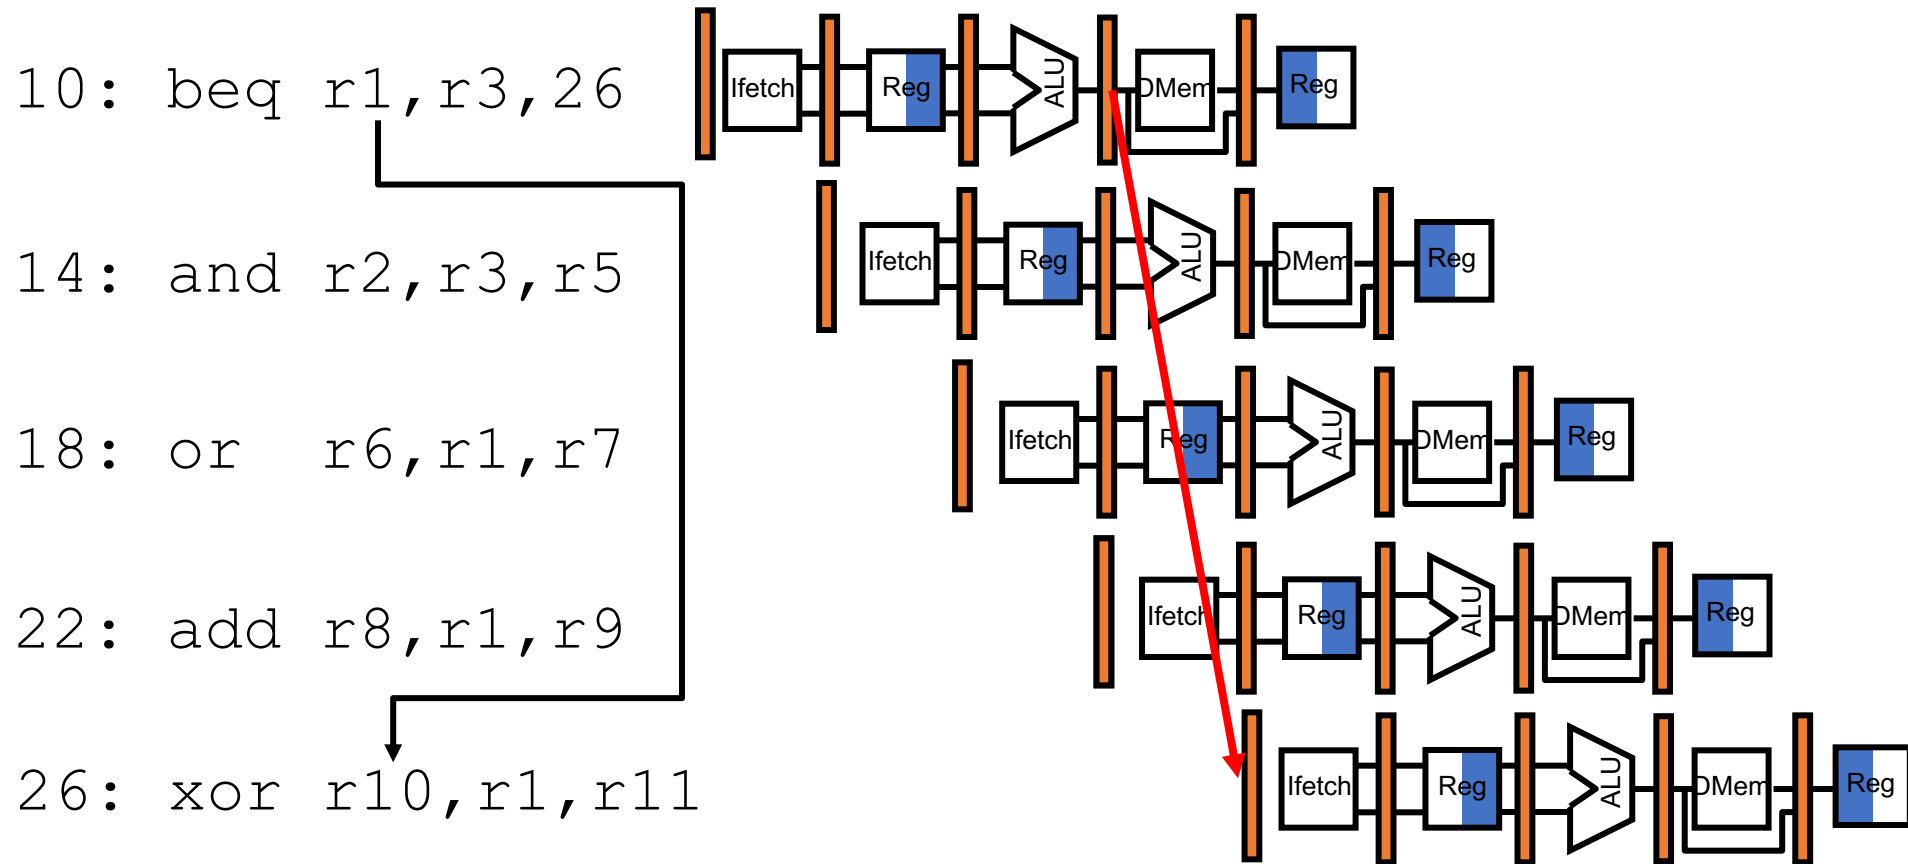 10: beq r1,r3,26
Ifetch Reg ALU DMem Reg
14: and r2,r3,r5
Ifetch Reg ALU DMem Reg
18: or  r6,r1,r7
Ifetch Reg ALU DMem Reg
22: add r8,r1,r9
Ifetch Reg ALU DMem Reg
26: xor r10,r1,r11
Ifetch Reg ALU DMem Reg